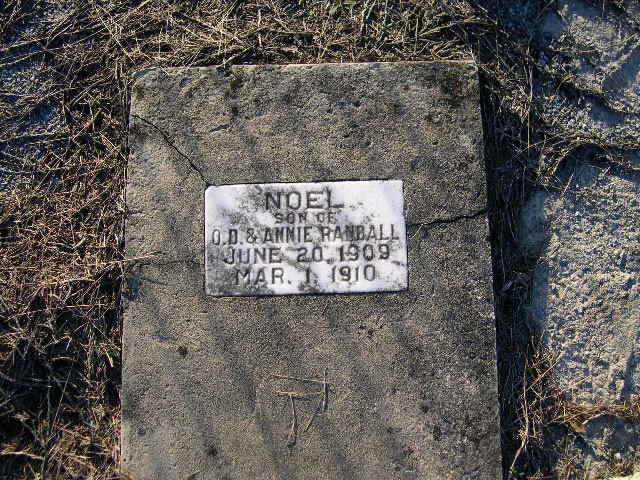 NOEL
SON OF
O.D. & ANNIE RANDALL
JUNE 20, 1909
MAR. 1, 1910